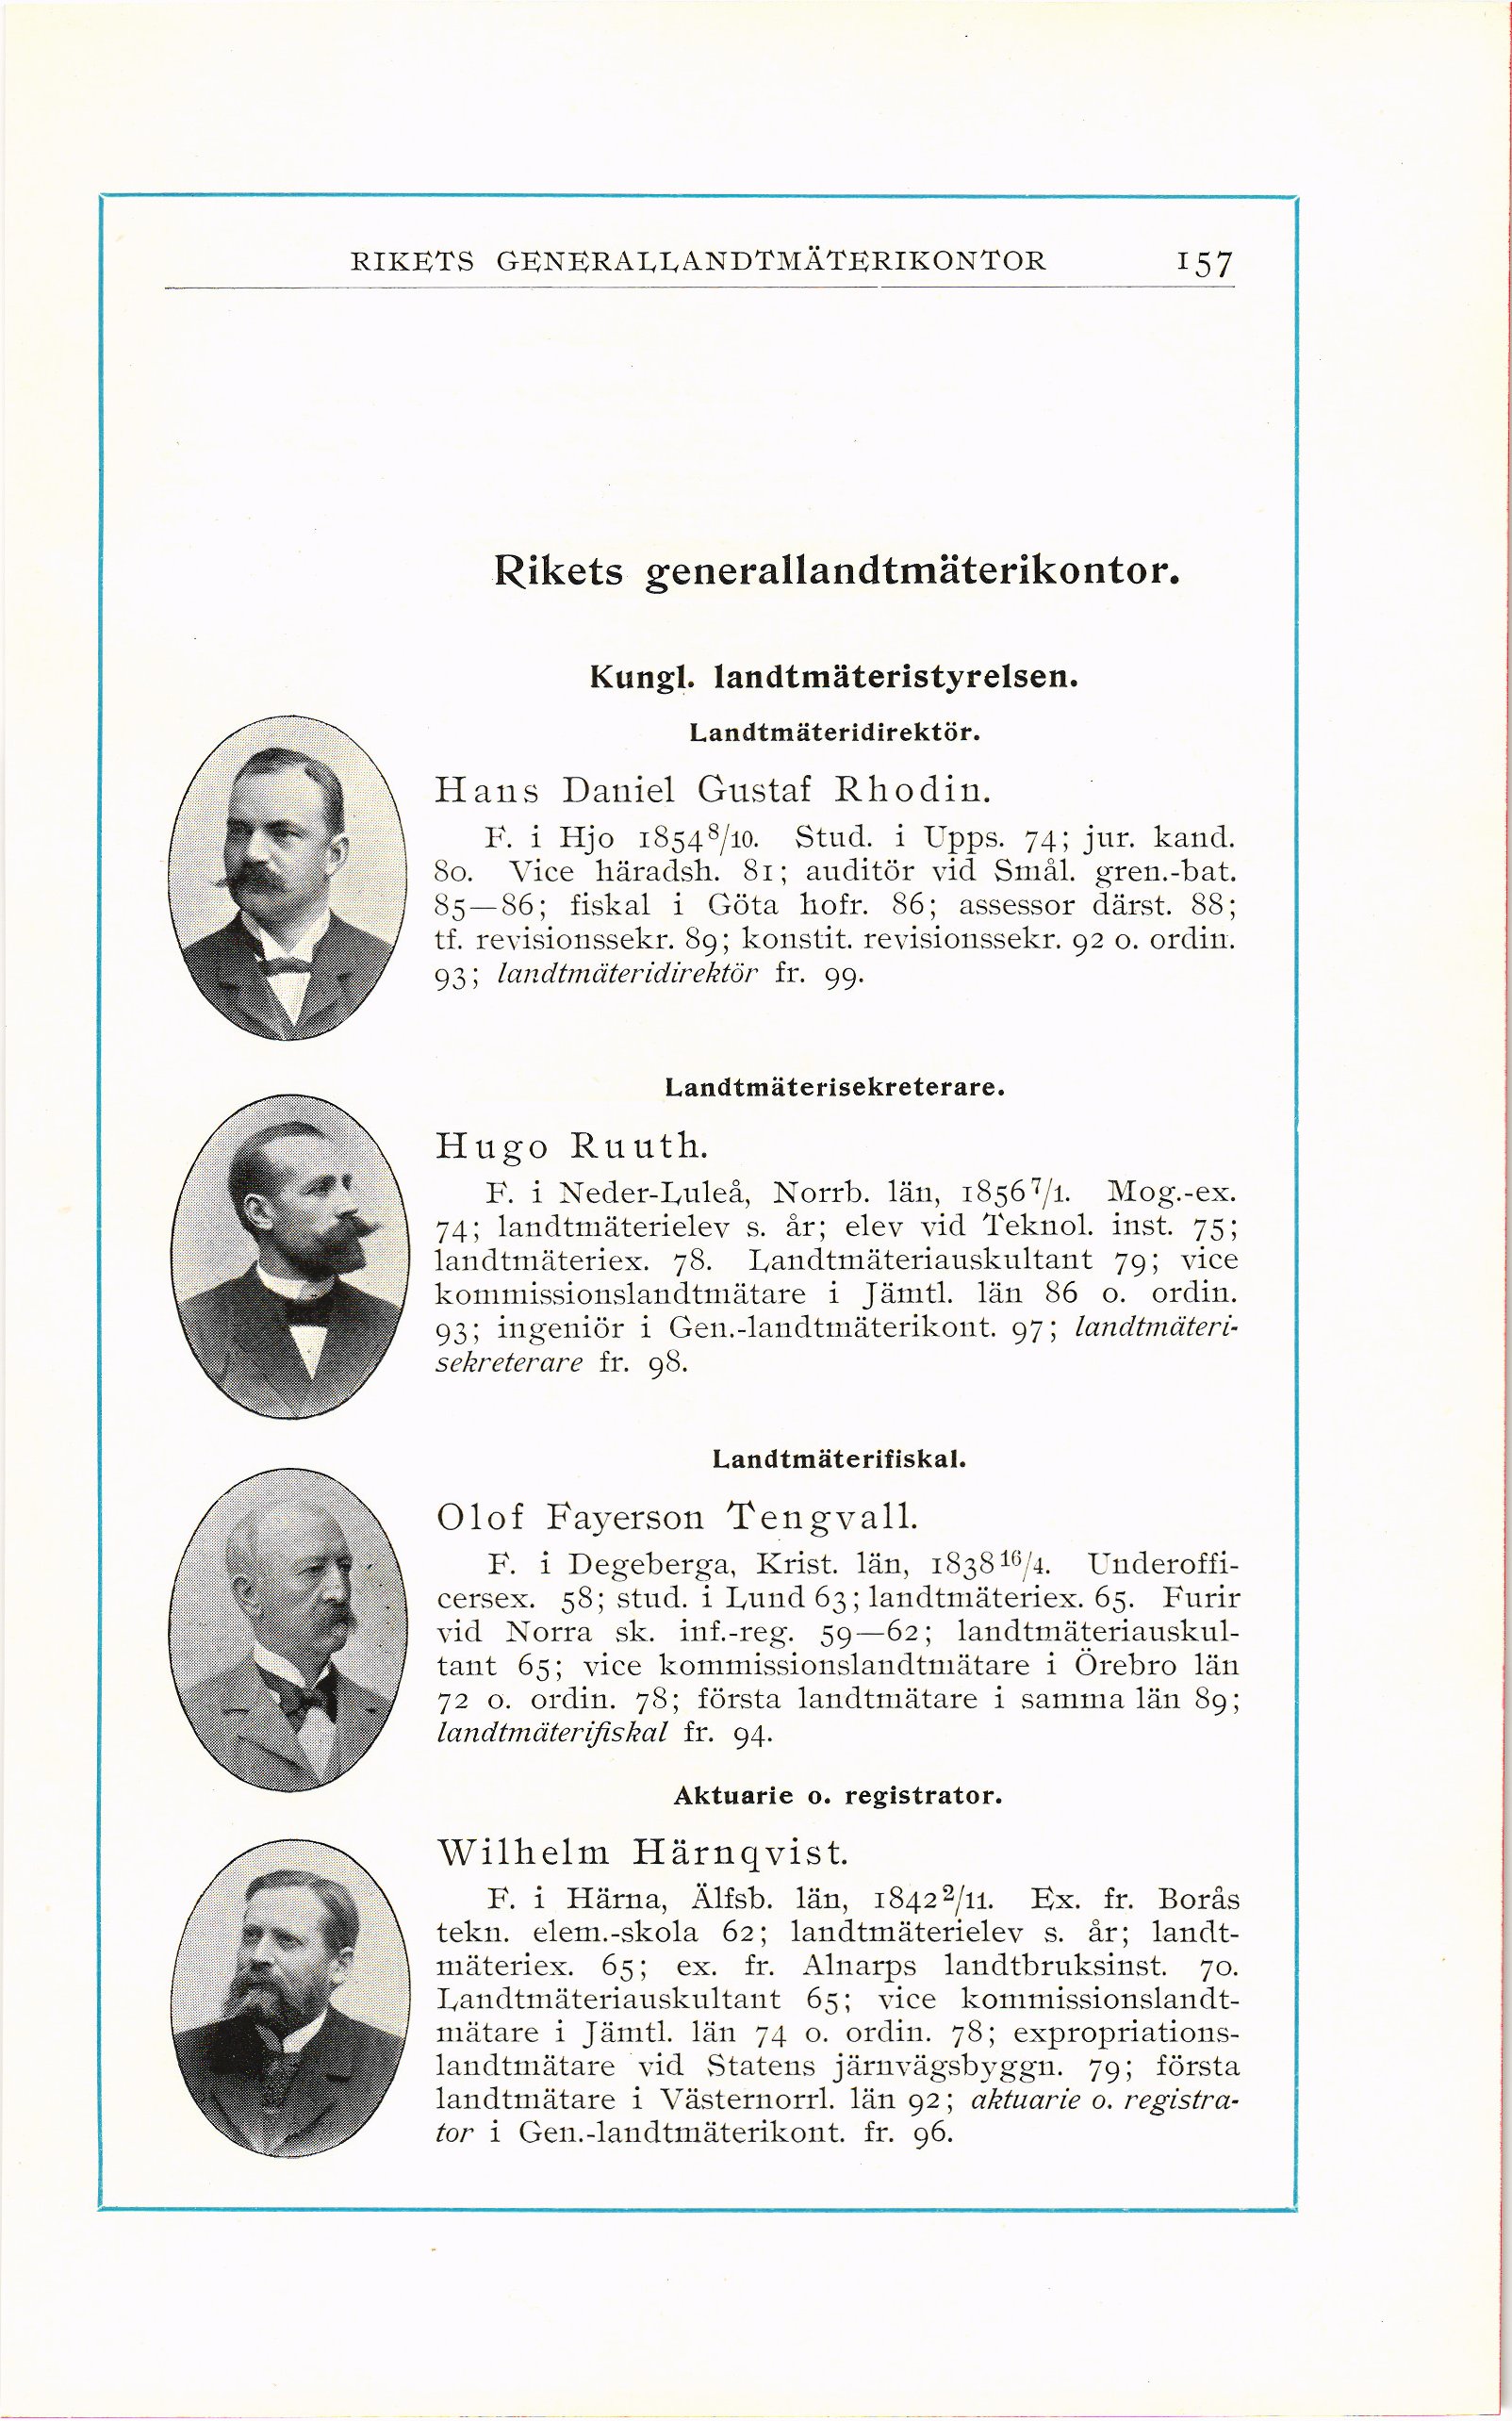 RIKETS GENERALLANDTMÄTERIKONTOR 157
Rikets generallandtmäterikontor.
Kungl. landtmäteristyrelsen.
Landtmäteridirektör.
Hans Daniel Gustaf Rhodin.
F. i Hjo 1854 8/10. Stud. i Upps. 74; jur. kand.
80. Vice häradsh. 81; auditör vid Smål. gren.-bat.
85—86; fiskal i Göta hofr. 86; assessor därst. 88;
tf. revisionssekr. 89; konstit. revisionssekr. 92 o. ordin.
93; landtmäteridirektör fr. 99.
Landtmäterisekreterare.
Hugo Ruuth.
F. i Neder-Luleå, Norrb. län, 1856 7/1. Mog.-ex.
74; landtmäterielev s. år; elev vid Teknol. inst. 75;
landtmäteriex. 78. Landtmäteriauskultant 79; vice
kommissionslandtmätare i Jämtl. län 86 o. ordin.
93; ingeniör i Gen.-landtmäterikont. 97; landtmäteri-
sekreterare fr. 98.
Landtmäterifiskal.
Olof Fayerson Tengvall.
F. i Degeberga, Krist. län, 1838 16/4. Underoffi-
cersex. 58; stud. i Lund 63; landtmäteriex. 65. Furir
vid Norra sk. inf.-reg. 59—62; landtmäteriauskul-
tant 65; vice kommissionslandtmätare i Örebro län
72 o. ordin. 78; första landtmätare i samma län 89;
landtmäterifiskal fr. 94.
Aktuarie o. registrator.
Wilhelm Härnqvist.
F. i Härna, Älfsb. län, 1842 2/11. Ex. fr. Borås
tekn. elem.-skola 62; landtmäterielev s. år; landt-
mäteriex. 65; ex. fr. Alnarps landtbruksinst. 70.
Landtmäteriauskultant 65; vice kommissionslandt-
mätare i Jämtl. län 74 o. ordin. 78; expropriations-
landtmätare vid Statens järnvägsbyggn. 79; första
landtmätare i Västernorrl. län 92; aktuarie o. registra-
tor i Gen.-landtmäterikont. fr. 96.